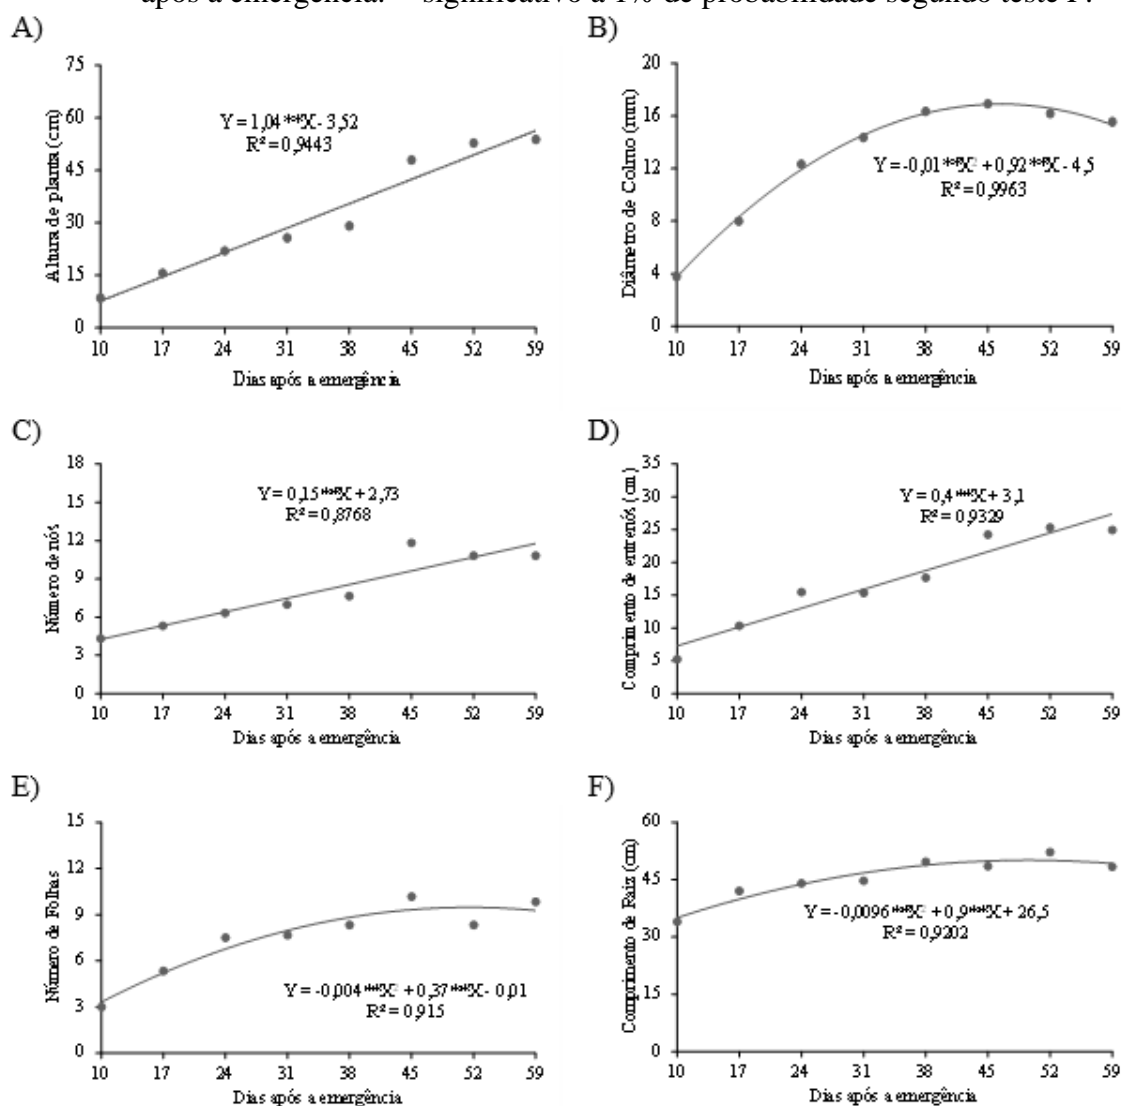 após a emergência. ** significativo a 1% de probabilidade segundo teste F.
A)
75
60
45
30
15
0
Altura de planta (cm)
Y = 1,04**X - 3,52
R² = 0,9443
10 17 24 31 38 45 52 59
Dias após a emergência
B)
20
16
12
8
4
0
Diâmetro de Colmo (mm)
Y = -0,01**X² + 0,92**X - 4,5
R² = 0,9963
10 17 24 31 38 45 52 59
Dias após a emergência
C)
18
15
12
9
6
3
0
Número de nós
Y = 0,15**X + 2,73
R² = 0,8768
10 17 24 31 38 45 52 59
Dias após a emergência
D)
35
30
25
20
15
10
5
0
Comprimento de entrenós (cm)
Y = 0,4**X + 3,1
R² = 0,9329
10 17 24 31 38 45 52 59
Dias após a emergência
E)
15
12
9
6
3
0
Número de Folhas
Y = -0,004**X² + 0,37**X - 0,01
R² = 0,915
10 17 24 31 38 45 52 59
Dias após a emergência
F)
60
45
30
15
0
Comprimento de Raiz (cm)
Y = -0,0096**X² + 0,9**X + 26,5
R² = 0,9202
10 17 24 31 38 45 52 59
Dias após a emergência